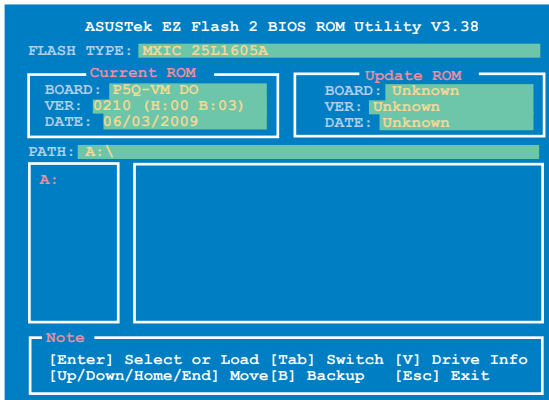 ASUSTek EZ Flash 2 BIOS ROM Utility V3.38
FLASH TYPE: MXIC 25L1605A
Current ROM
BOARD: P5Q-VM DO
VER: 0210 (H:00 B:03)
DATE: 06/03/2009
Update ROM
BOARD: Unknown
VER: Unknown
DATE: Unknown
PATH: A:\
A:
Note
[Enter] Select or Load [Tab] Switch [V] Drive Info
[Up/Down/Home/End] Move[B] Backup [Esc] Exit